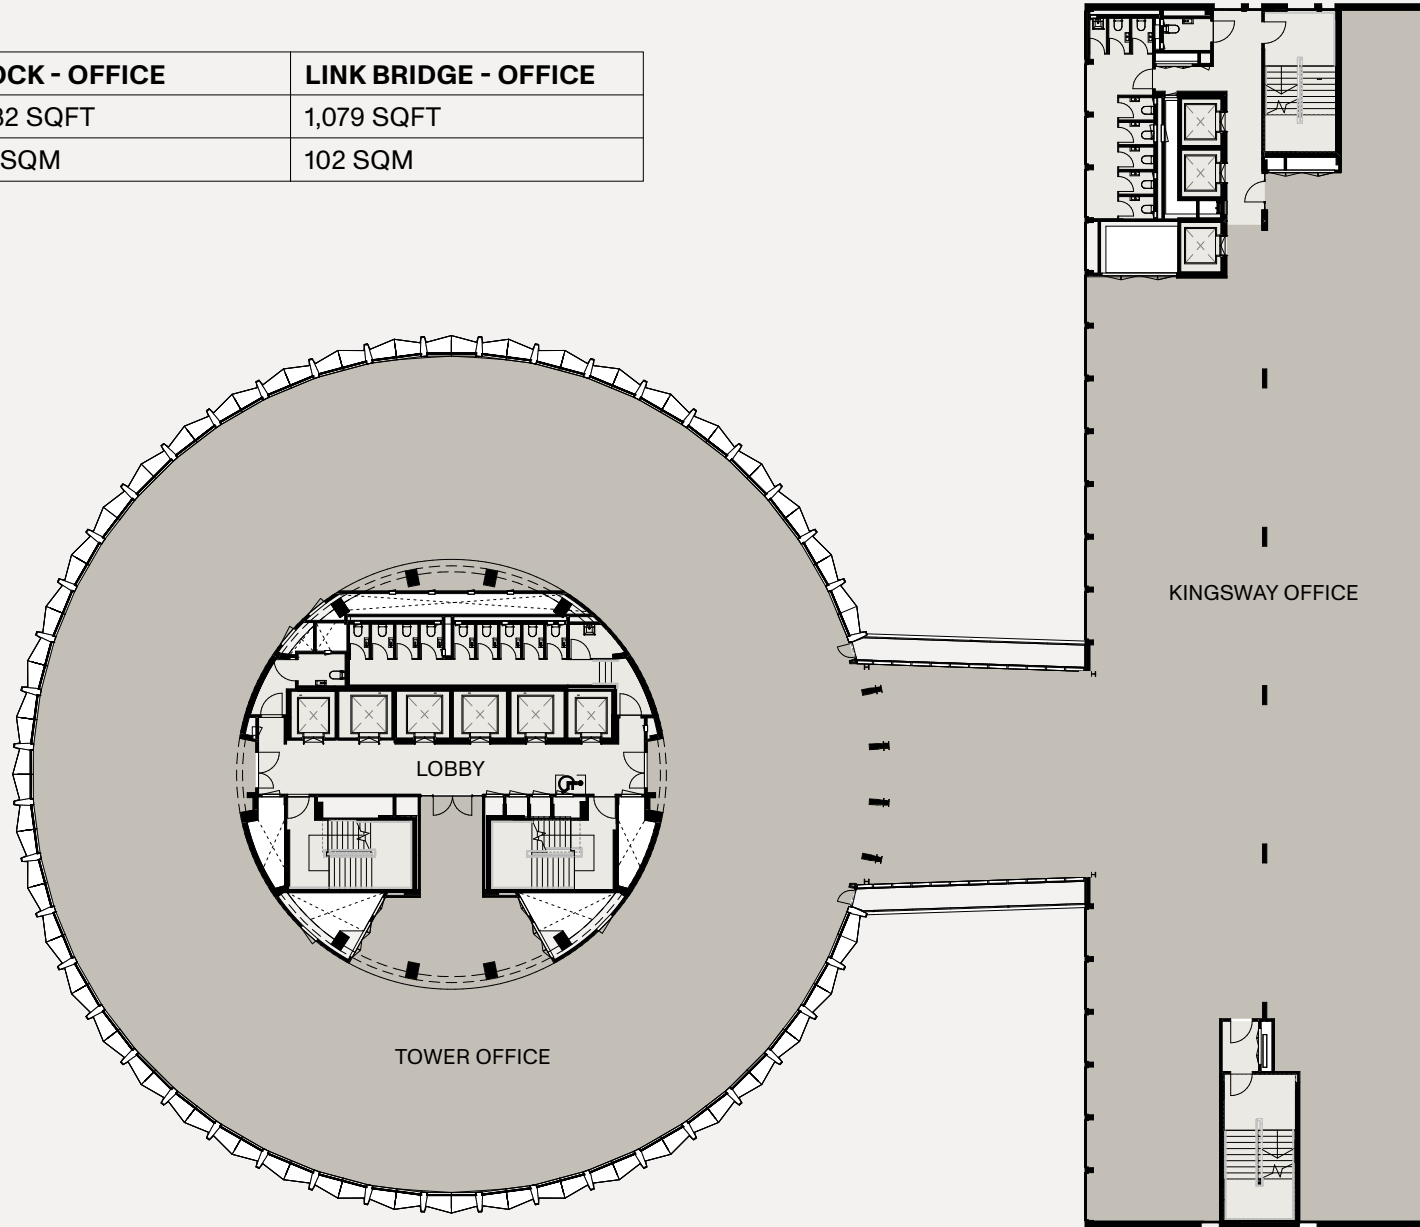 OCK - OFFICE LINK BRIDGE - OFFICE
32 SQFT 1,079 SQFT
SQM 102 SQM
KINGSWAY OFFICE
LOBBY
TOWER OFFICE